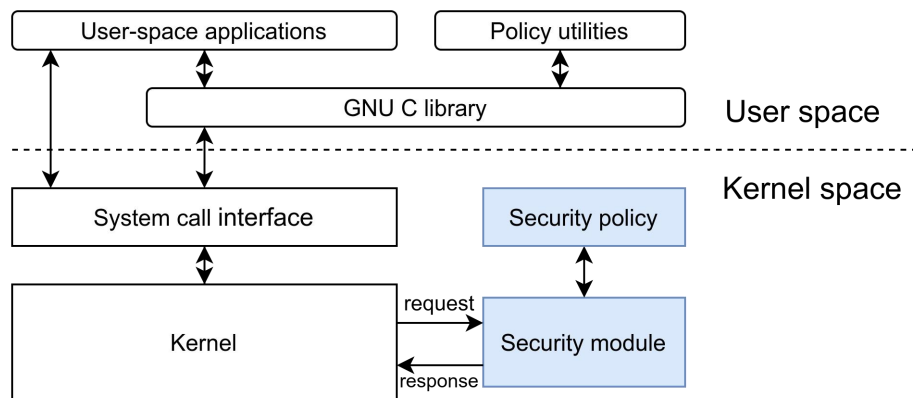 User-space applications
Policy utilities
GNU C library
User space
System call interface
Security policy
Kernel space
Kernel
request
response
Security module